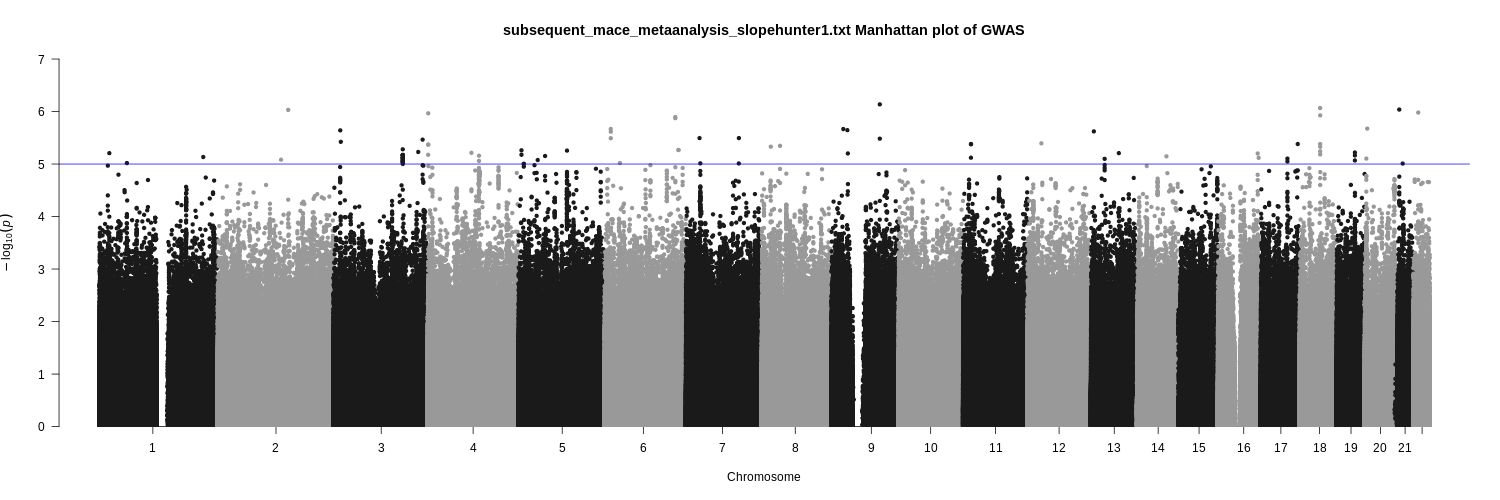 subsequent_mace_metaanalysis_slopehunter1.txt Manhattan plot of GWAS
7
6
5
4
3
2
1
0
− log₁₀(p)
1 2 3 4 5 6 7 8 9 10 11 12 13 14 15 16 17 18 19 20 21
Chromosome